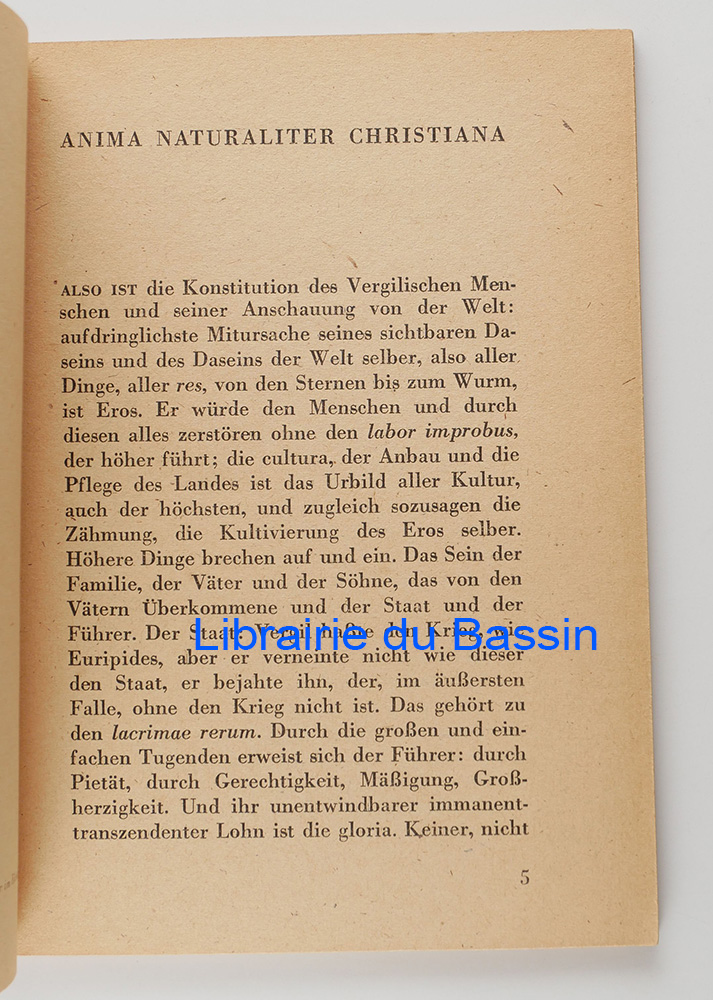 ANIMA NATURALITER CHRISTIANA
ALSO IST die Konstitution des Vergilischen Men-
schen und seiner Anschauung von der Welt:
aufdringlichste Mitursache seines sichtbaren Da-
seins und des Daseins der Welt selber, also aller
Dinge, aller res, von den Sternen bis zum Wurm,
ist Eros. Er würde den Menschen und durch
diesen alles zerstören ohne den labor improbus,
der höher führt; die cultura, der Anbau und die
Pflege des Landes ist das Urbild aller Kultur,
auch der höchsten, und zugleich sozusagen die
Zähmung, die Kultivierung des Eros selber.
Höhere Dinge brechen auf und ein. Das Sein der
Familie, der Väter und der Söhne, das von den
Vätern Überkommene und der Staat und der
Führer. Der Staat: Vergil haßte den Krieg, wie
Librairie du Bassin
Euripides, aber er verneinte nicht wie dieser
den Staat, er bejahte ihn, der, im äußersten
Falle, ohne den Krieg nicht ist. Das gehört zu
den lacrimae rerum. Durch die großen und ein-
fachen Tugenden erweist sich der Führer: durch
Pietät, durch Gerechtigkeit, Mäßigung, Groß-
herzigkeit. Und ihr unentwindbarer immanent-
transzendenter Lohn ist die gloria. Keiner, nicht
5